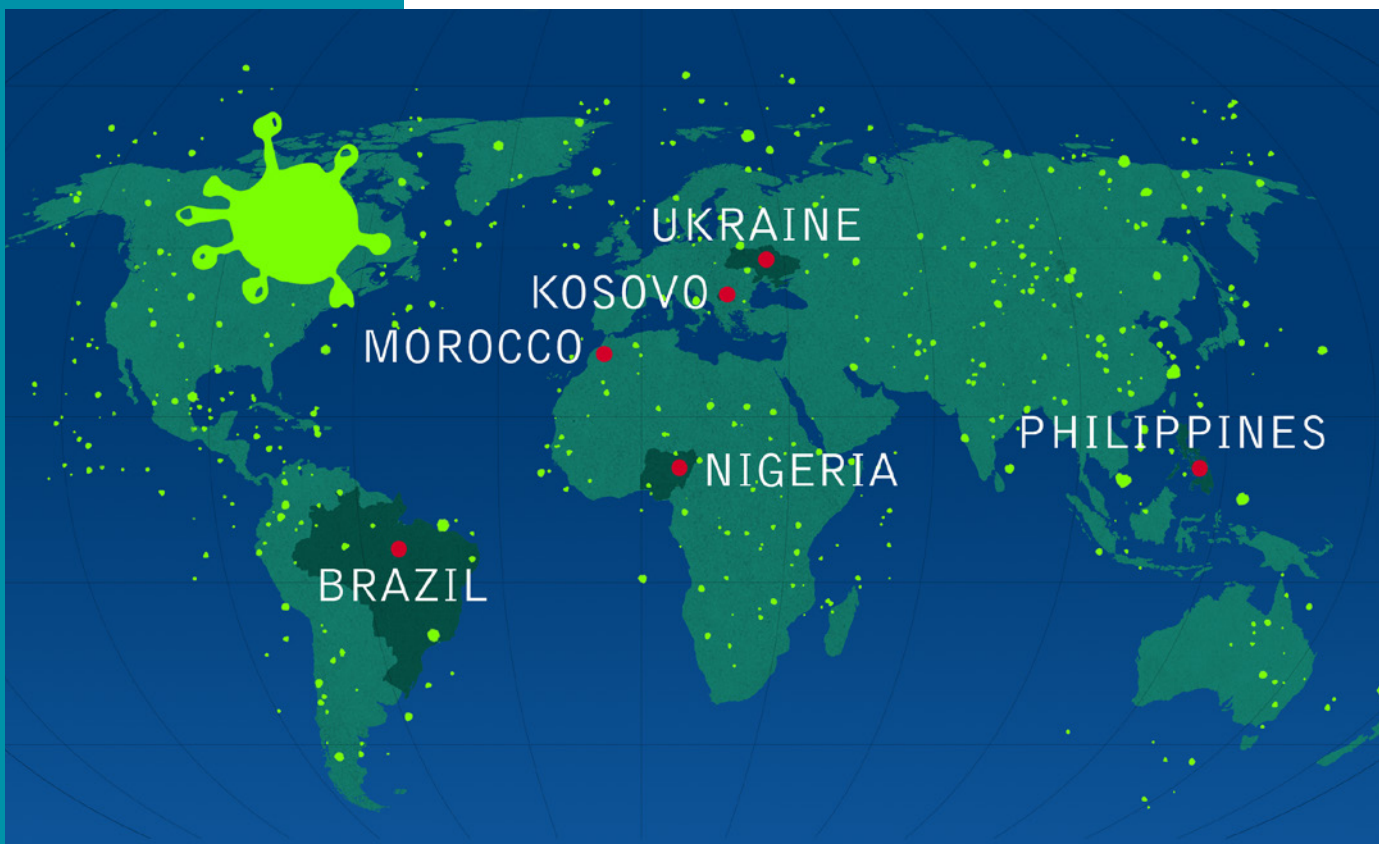 UKRAINE
KOSOVO
MOROCCO
PHILIPPINES
NIGERIA
BRAZIL